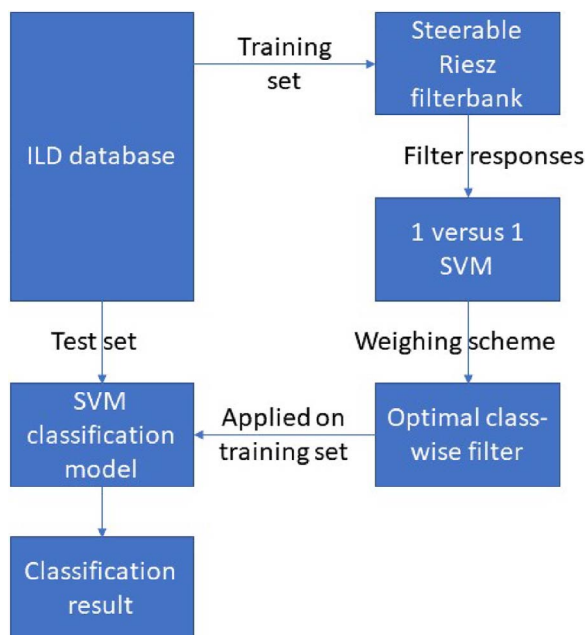 Training
set
Steerable
Riesz
filterbank
ILD database
Filter responses
1 versus 1
SVM
Test set
Weighing scheme
SVM
classification
model
Applied on
training set
Optimal class-
wise filter
Classification
result